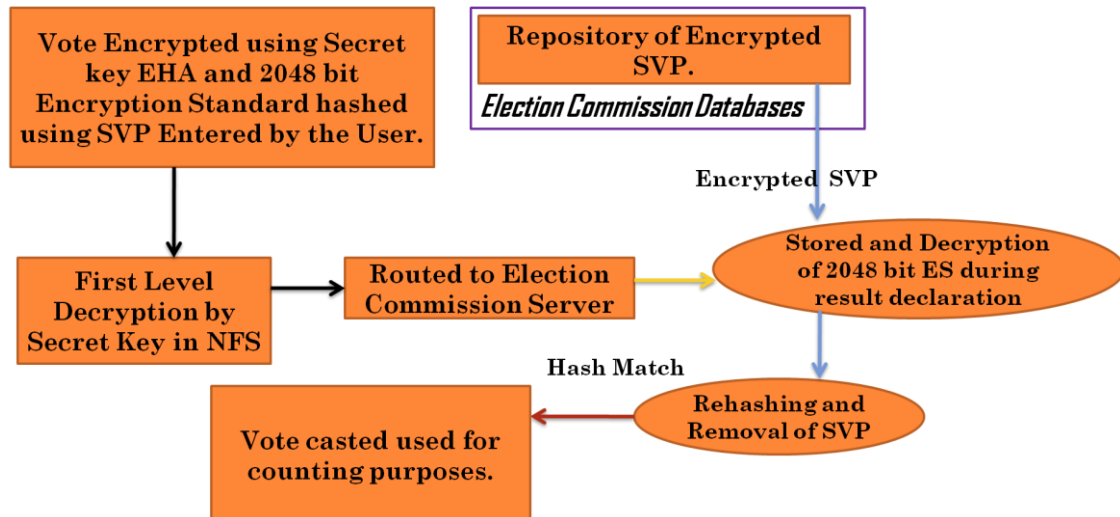 Vote Encrypted using Secret
key EHA and 2048 bit
Encryption Standard hashed
using SVP Entered by the User.
Repository of Encrypted
SVP.
Election Commission Databases
Encrypted SVP
First Level
Decryption by
Secret Key in NFS
Routed to Election
Commission Server
Stored and Decryption
of 2048 bit ES during
result declaration
Hash Match
Rehashing and
Removal of SVP
Vote casted used for
counting purposes.